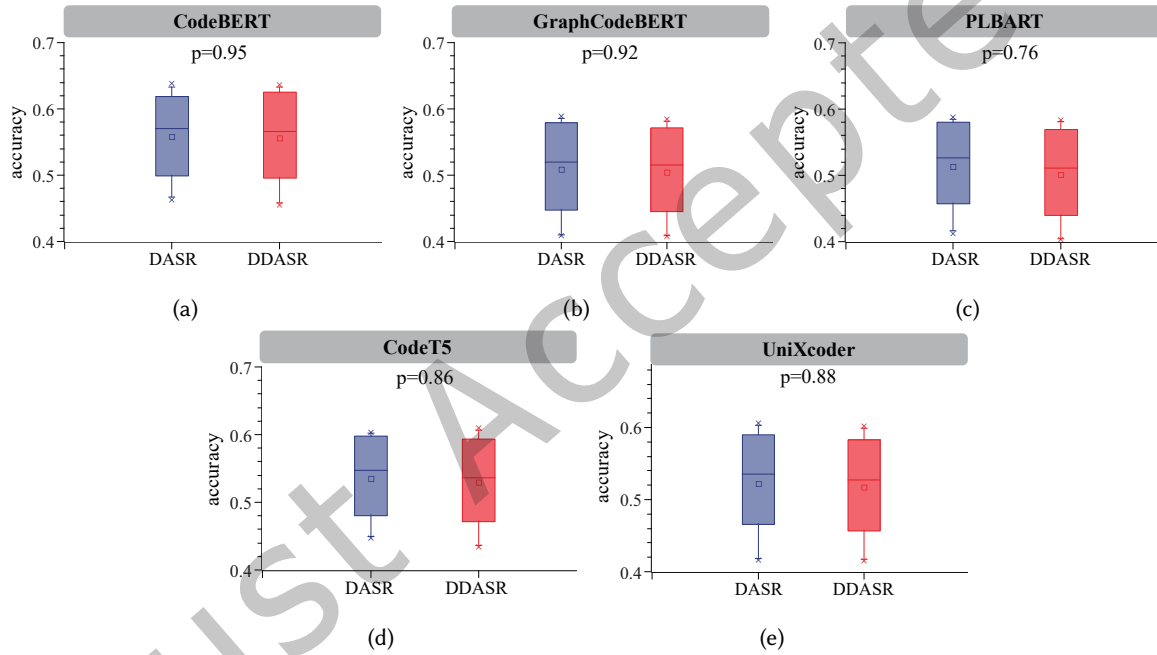 CodeBERT
p=0.95
0.7
0.6
0.5
0.4
accuracy
DASR DDASR
(a)
GraphCodeBERT
p=0.92
0.7
0.6
0.5
0.4
accuracy
DASR DDASR
(b)
PLBART
p=0.76
0.7
0.6
0.5
0.4
accuracy
DASR DDASR
(c)
CodeT5
p=0.86
0.7
0.6
0.5
0.4
accuracy
DASR DDASR
(d)
UniXcoder
p=0.88
0.6
0.5
0.4
accuracy
DASR DDASR
(e)
ust Accepte